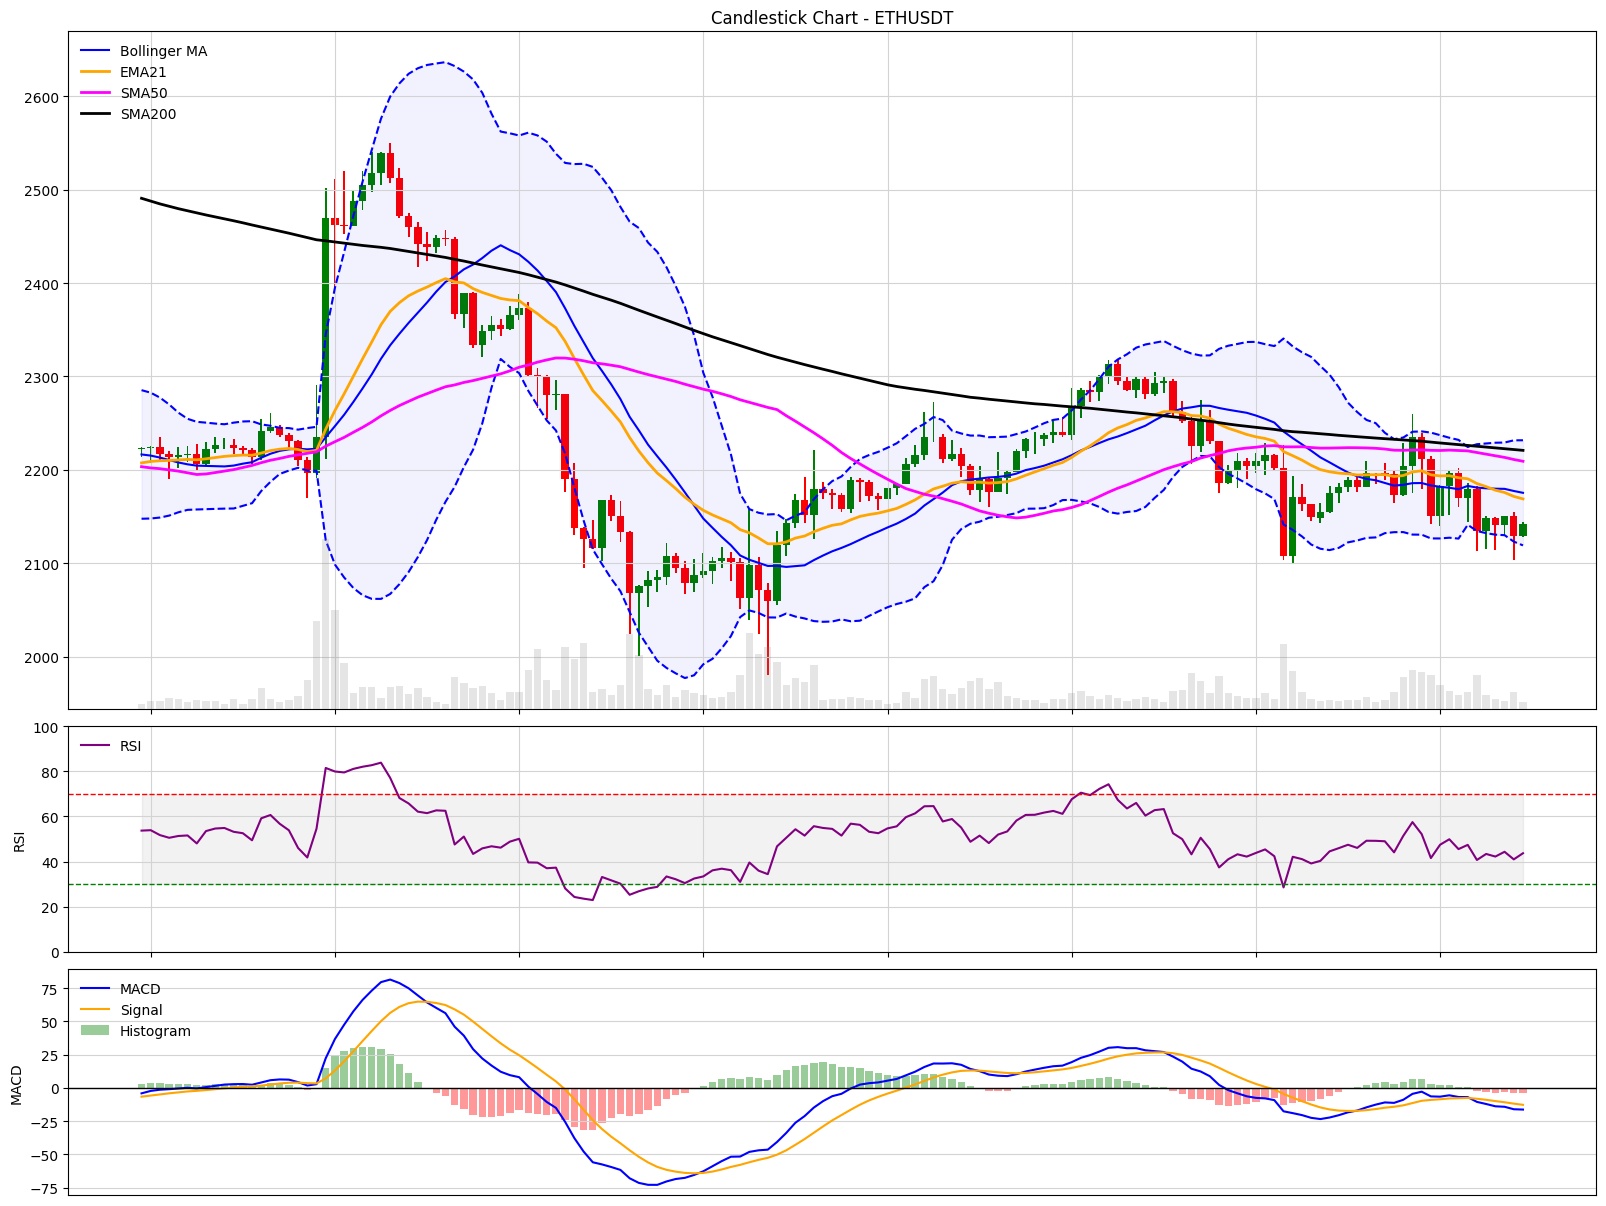 Candlestick Chart - ETHUSDT
Bollinger MA
EMA21
SMA50
SMA200
2600
2500
2400
2300
2200
2100
2000
RSI
100
80
60
40
20
0
RSI
MACD
Signal
Histogram
75
50
25
0
−25
−50
−75
MACD